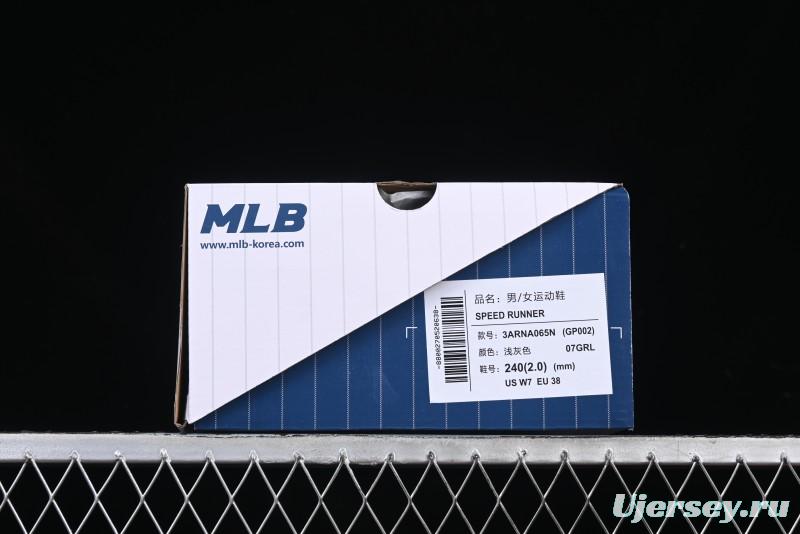 MLB
www.mlb-korea.com
品名: 男/女运动鞋
SPEED RUNNER
款号: 3ARNA065N (GP002)
颜色: 浅灰色 07GRL
鞋号: 240(2.0) (mm)
US W7 EU 38
Ujersey.ru